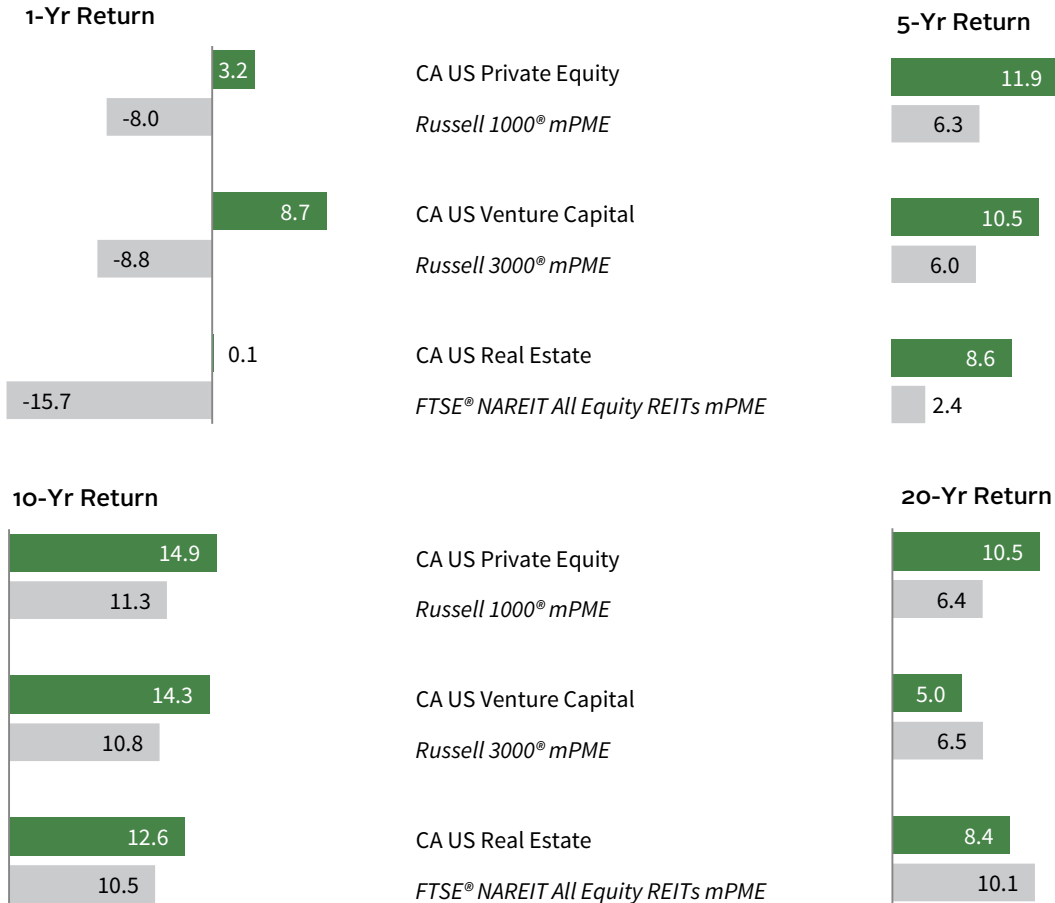 1-Yr Return
5-Yr Return
3.2 CA US Private Equity 11.9
-8.0 Russell 1000® mPME 6.3
8.7 CA US Venture Capital 10.5
-8.8 Russell 3000® mPME 6.0
0.1 CA US Real Estate 8.6
-15.7 FTSE® NAREIT All Equity REITs mPME 2.4
10-Yr Return 20-Yr Return
14.9 CA US Private Equity 10.5
11.3 Russell 1000® mPME 6.4
14.3 CA US Venture Capital 5.0
10.8 Russell 3000® mPME 6.5
12.6 CA US Real Estate 8.4
10.5 FTSE® NAREIT All Equity REITs mPME 10.1